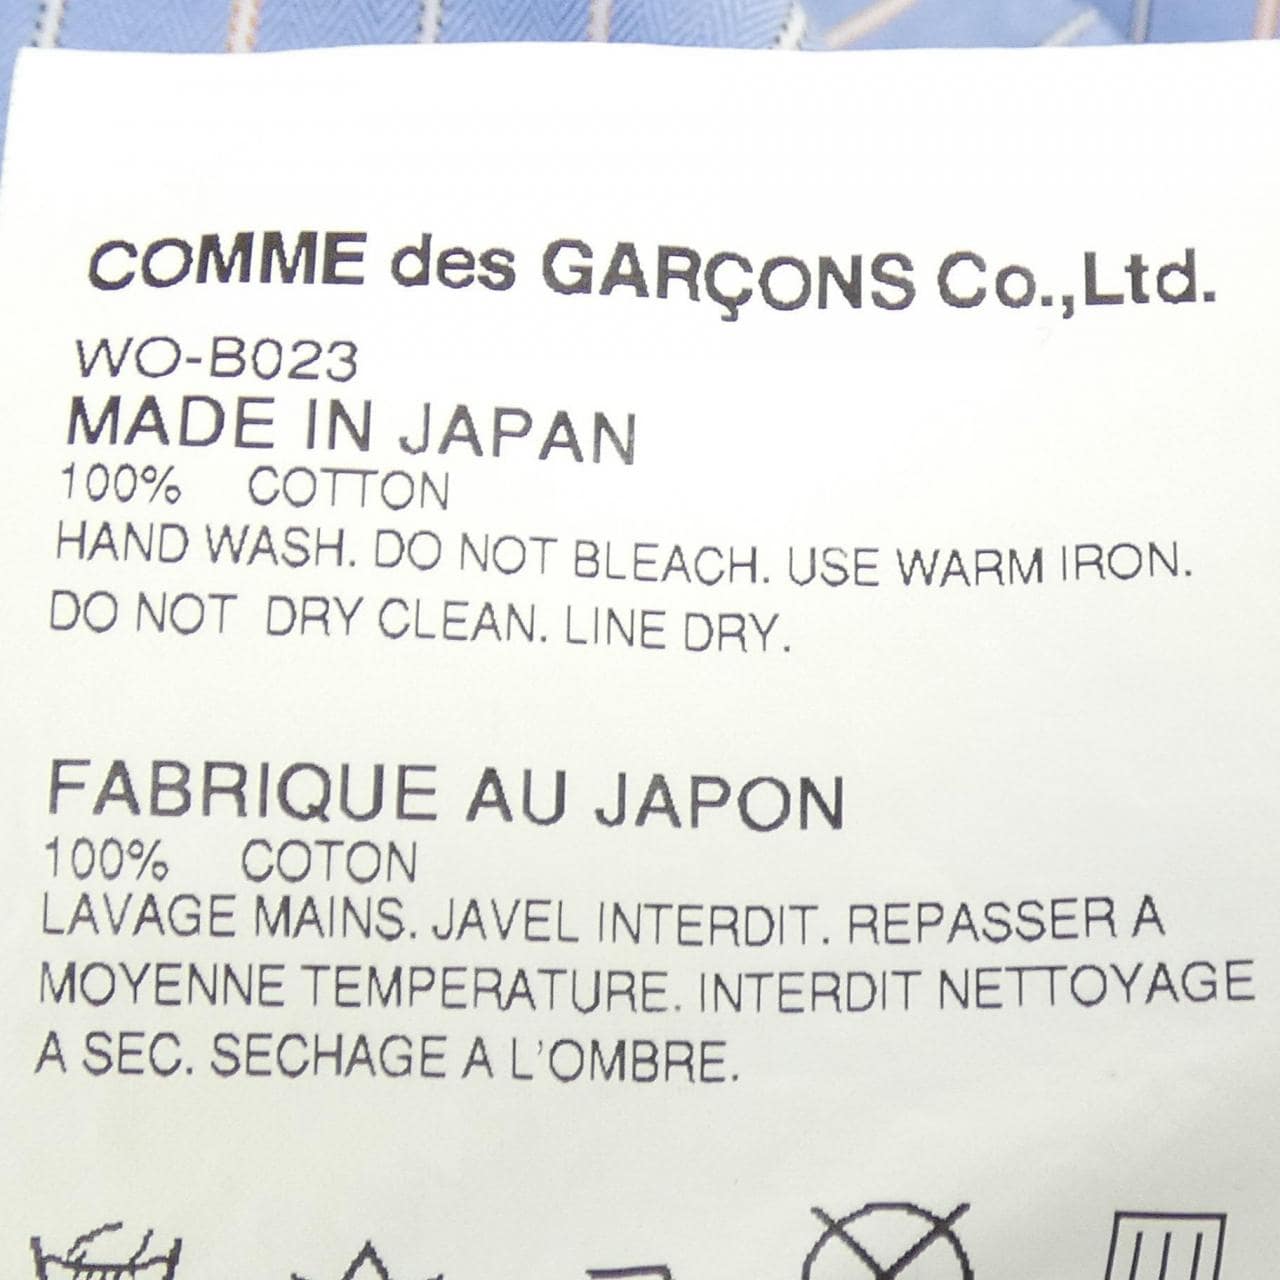 COMME des GARÇONS Co.,Ltd.
WO-B023
MADE IN JAPAN
100% COTTON
HAND WASH. DO NOT BLEACH. USE WARM IRON.
DO NOT DRY CLEAN. LINE DRY.
FABRIQUE AU JAPON
100% COTON
LAVAGE MAINS. JAVEL INTERDIT. REPASSER A
MOYENNE TEMPERATURE. INTERDIT NETTOYAGE
A SEC. SECHAGE A L'OMBRE.